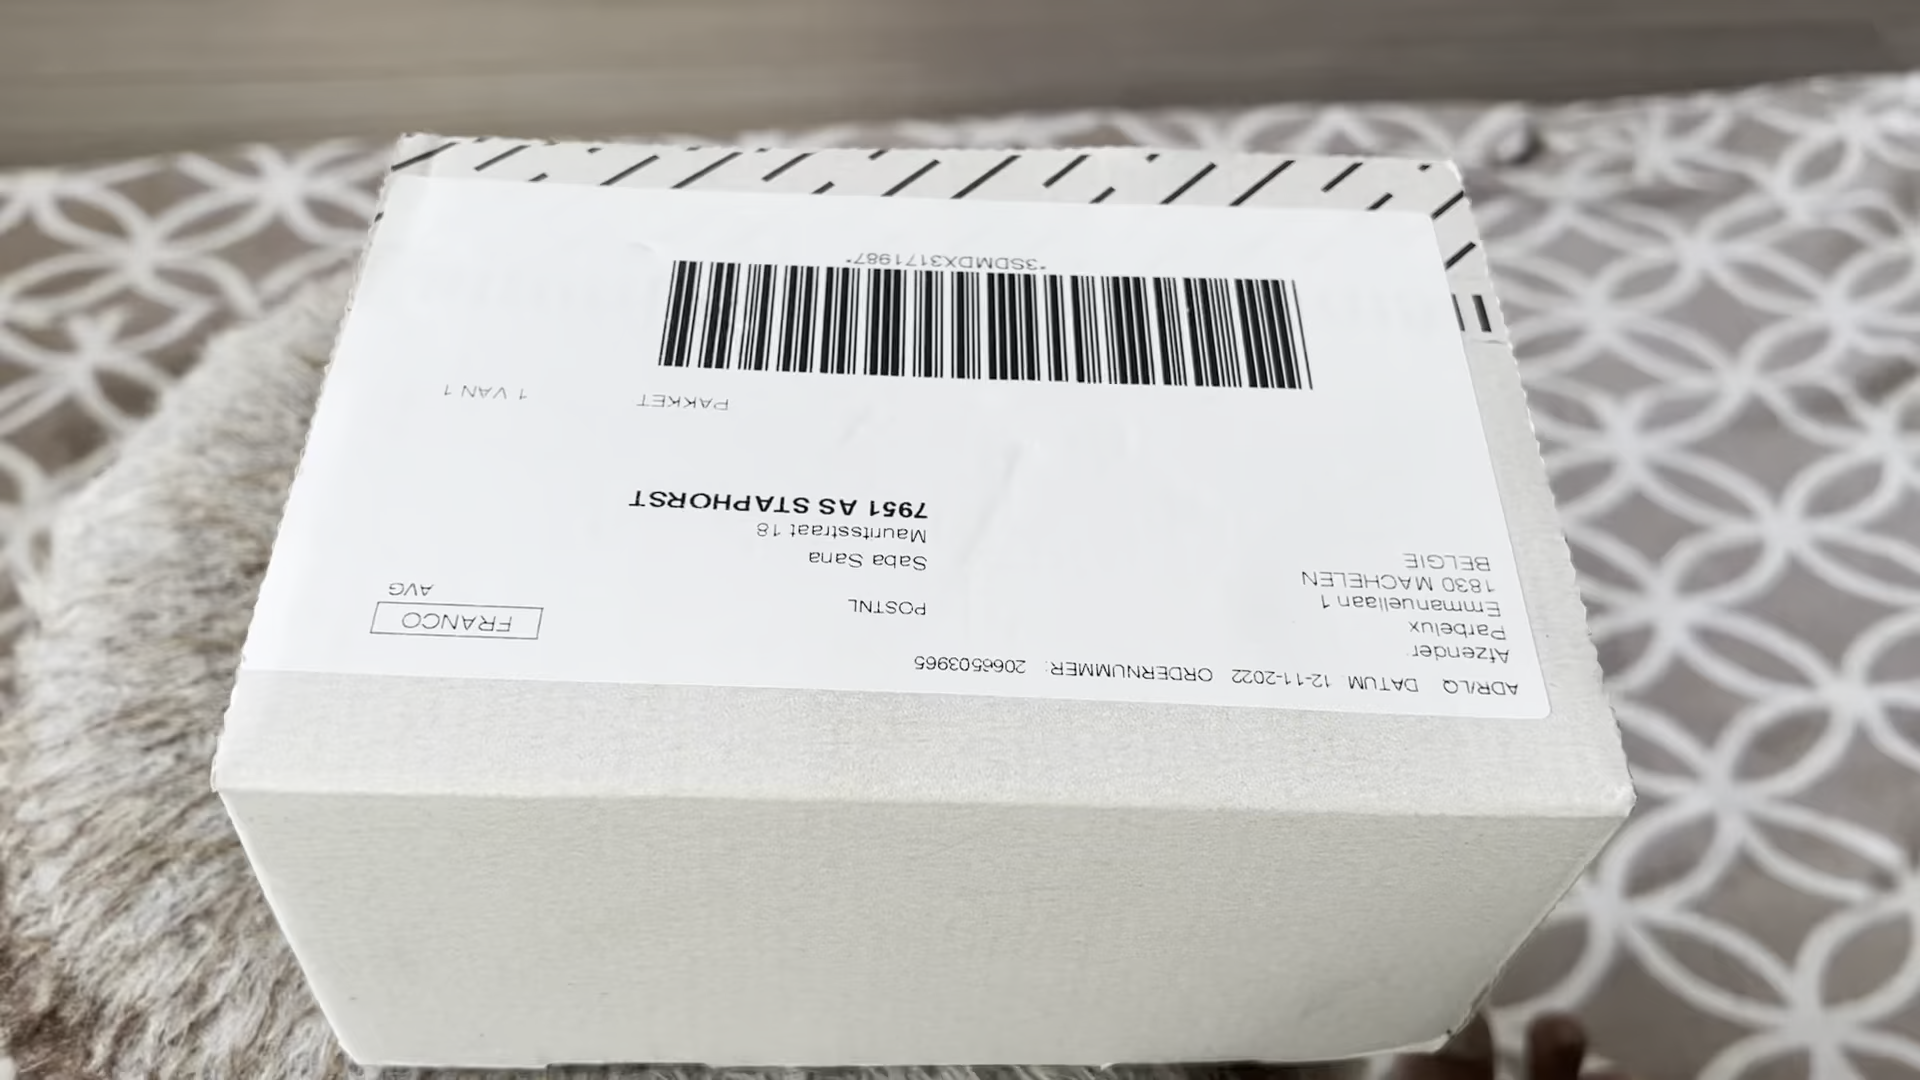 ADR/LQ DATUM 12-11-2022 ORDERNUMMER: 2066503965
Afzender
Parbelux
Emmanuellaan 1
1830 MACHELEN
BELGIE
POSTNL
FRANCO
AVG
Saba Sana
Mauritsstraat 18
7951 AS STAPHORST
PAKKET
1 VAN 1
*3SDMDX3171987*